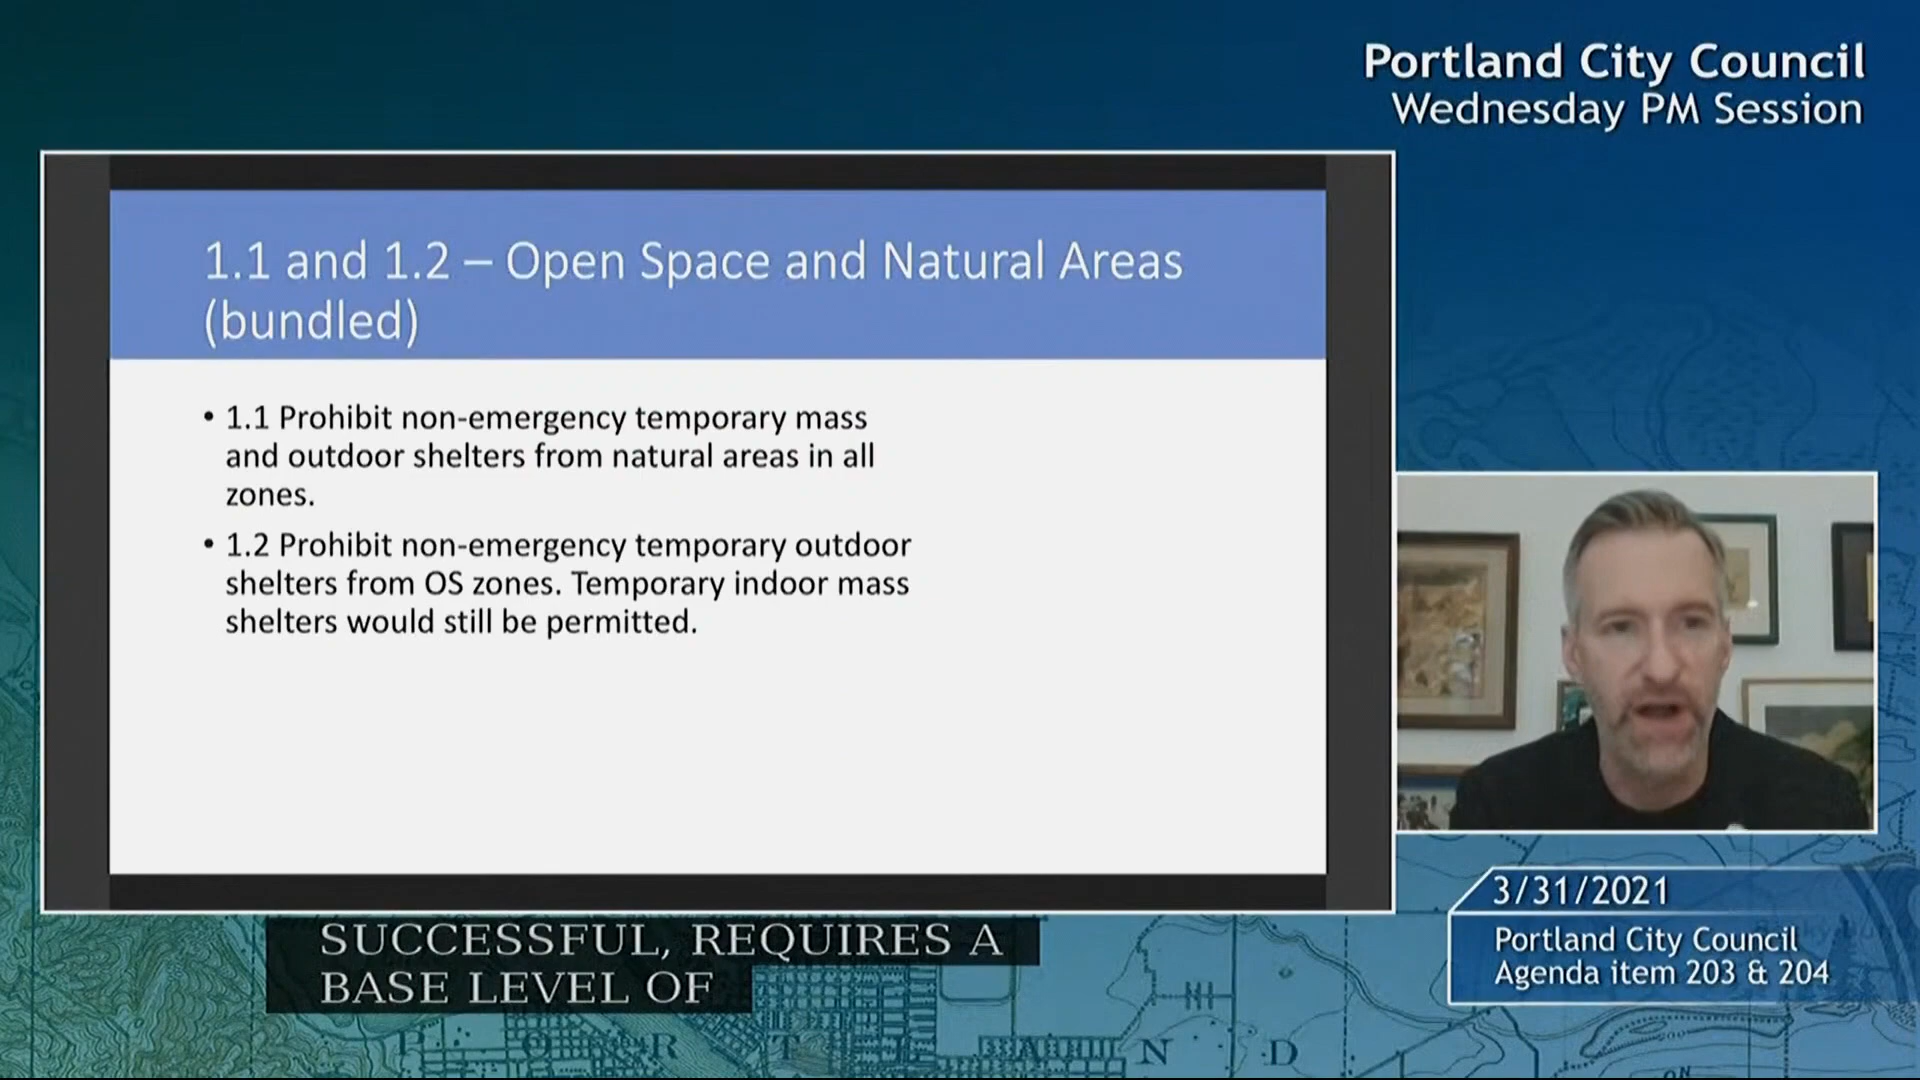 Portland City Council
Wednesday PM Session
1.1 and 1.2 – Open Space and Natural Areas
(bundled)
• 1.1 Prohibit non-emergency temporary mass
and outdoor shelters from natural areas in all
zones.
• 1.2 Prohibit non-emergency temporary outdoor
shelters from OS zones. Temporary indoor mass
shelters would still be permitted.
3/31/2021
Portland City Council
Agenda item 203 & 204
SUCCESSFUL, REQUIRES A
BASE LEVEL OF
P O R T L A N D